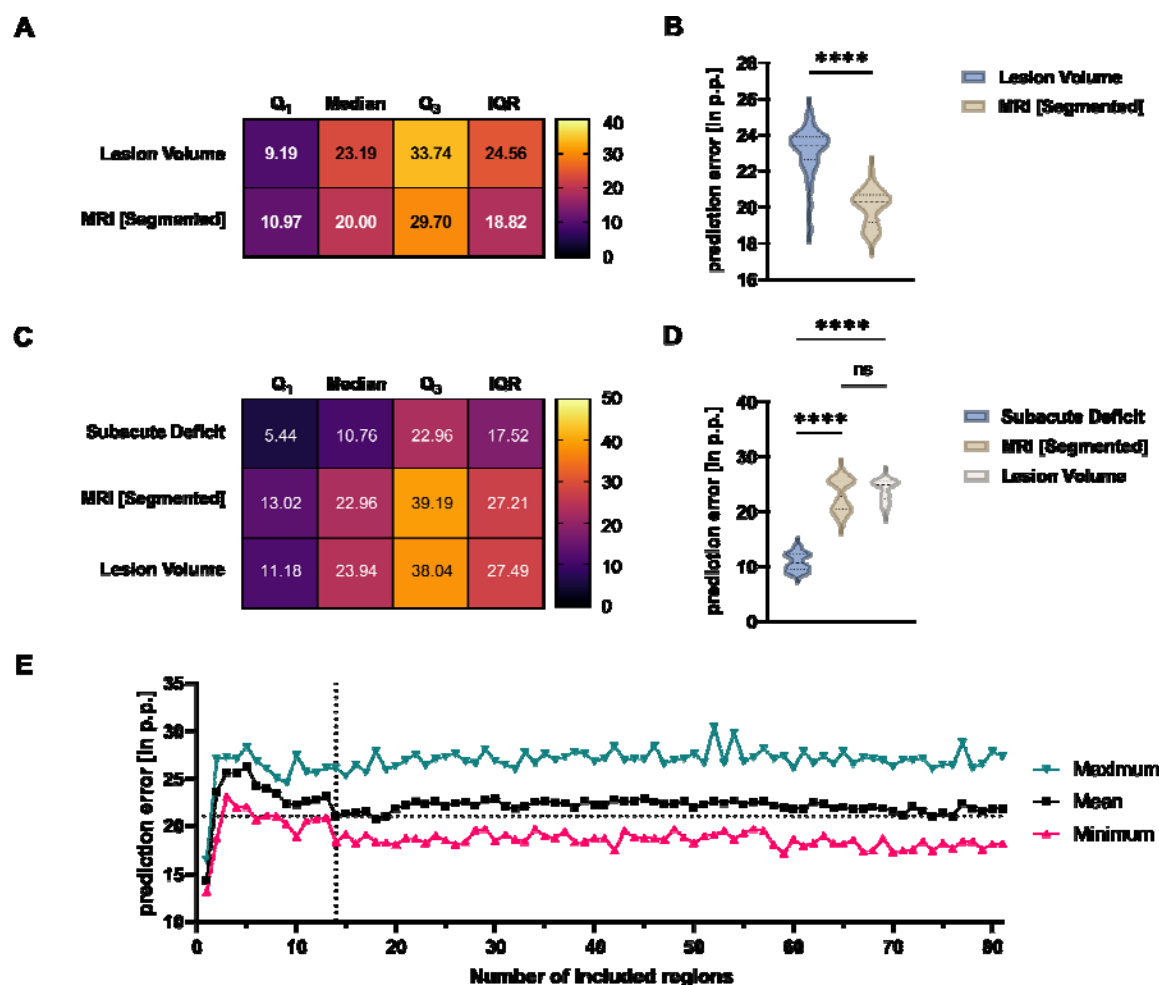 A
Q1 Median Q3 IQR
Lesion Volume 9.19 23.19 33.74 24.56
MRI [Segmented[ 10.97 20.00 29.70 18.82
40
30
20
10
0
B
prediction error [in p.p.]
28
26
24
22
20
18
16
****
Lesion Volume
MRI [Segmented[
C
Q1 Median Q3 IQR
Subacute Deficit 5.44 10.76 22.96 17.52
MRI [Segmented[ 13.02 22.96 39.19 27.21
Lesion Volume 11.18 23.94 38.04 27.49
50
40
30
20
10
0
D
prediction error [in p.p.]
40
30
20
10
0
****
ns
****
Subacute Deficit
MRI [Segmented]
Lesion Volume
E
prediction error [in p.p.]
35
30
25
20
15
10
0 10 20 30 40 50 60 70 80
Number of included regions
Maximum
Mean
Minimum